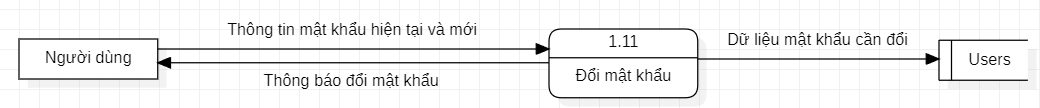 Thông tin mật khẩu hiện tại và mới
Người dùng
Thông báo đổi mật khẩu
1.11
Đổi mật khẩu
Dữ liệu mật khẩu cần đổi
Users